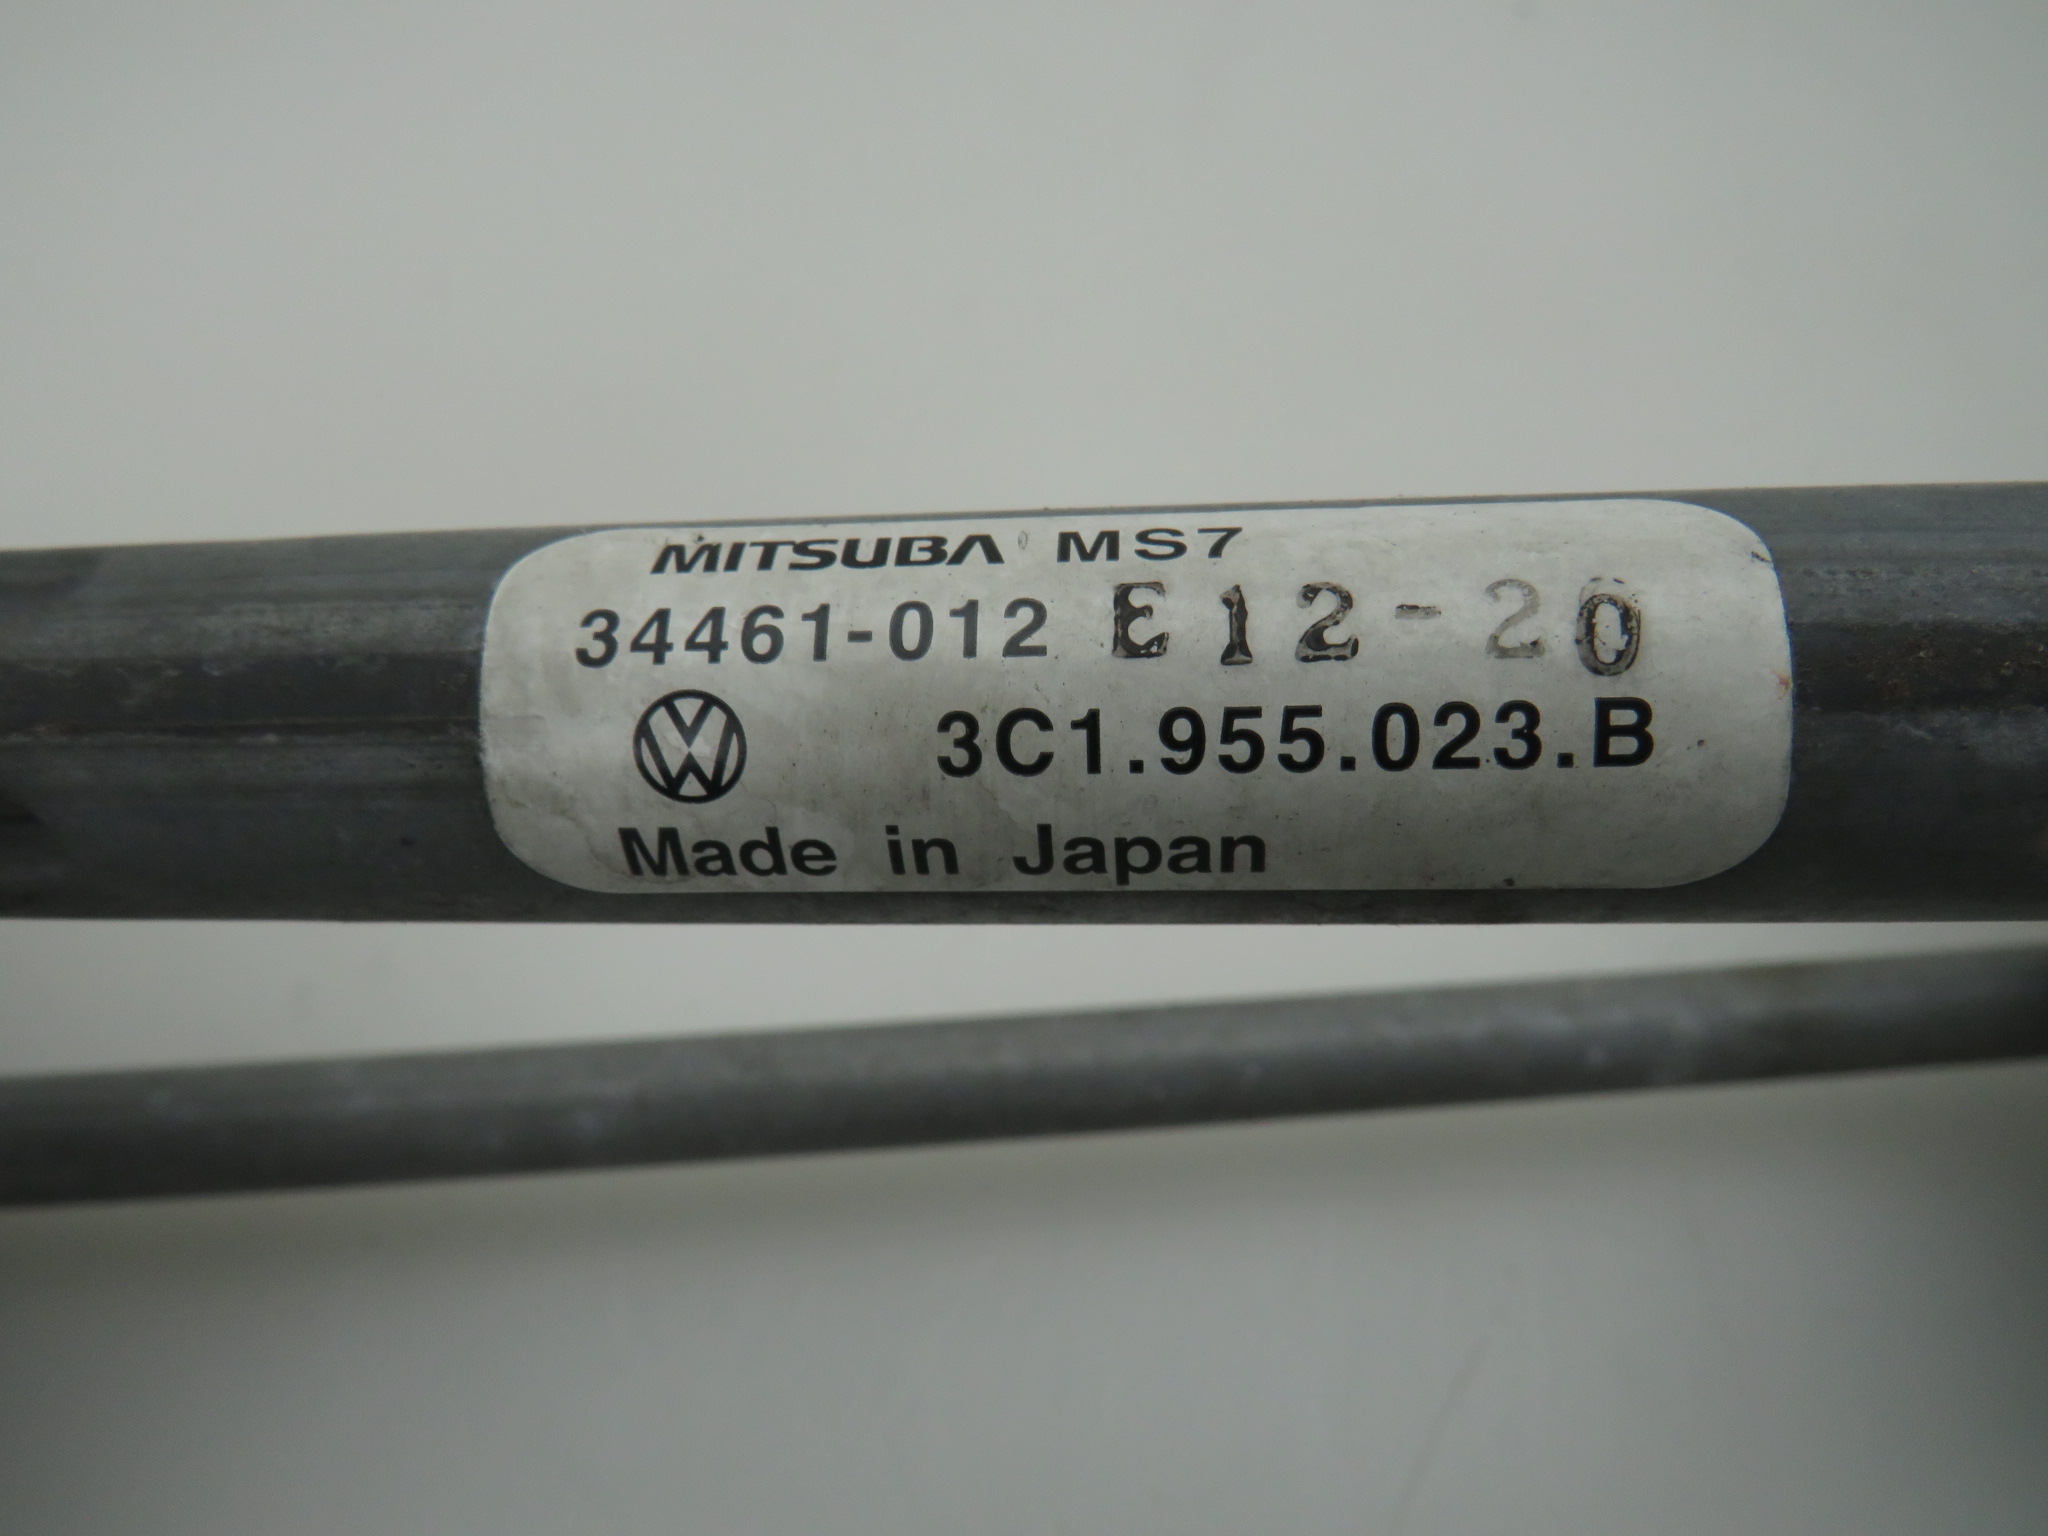 MITSUBA MS7
34461-012 E12-20
3C1.955.023.B
Made in Japan